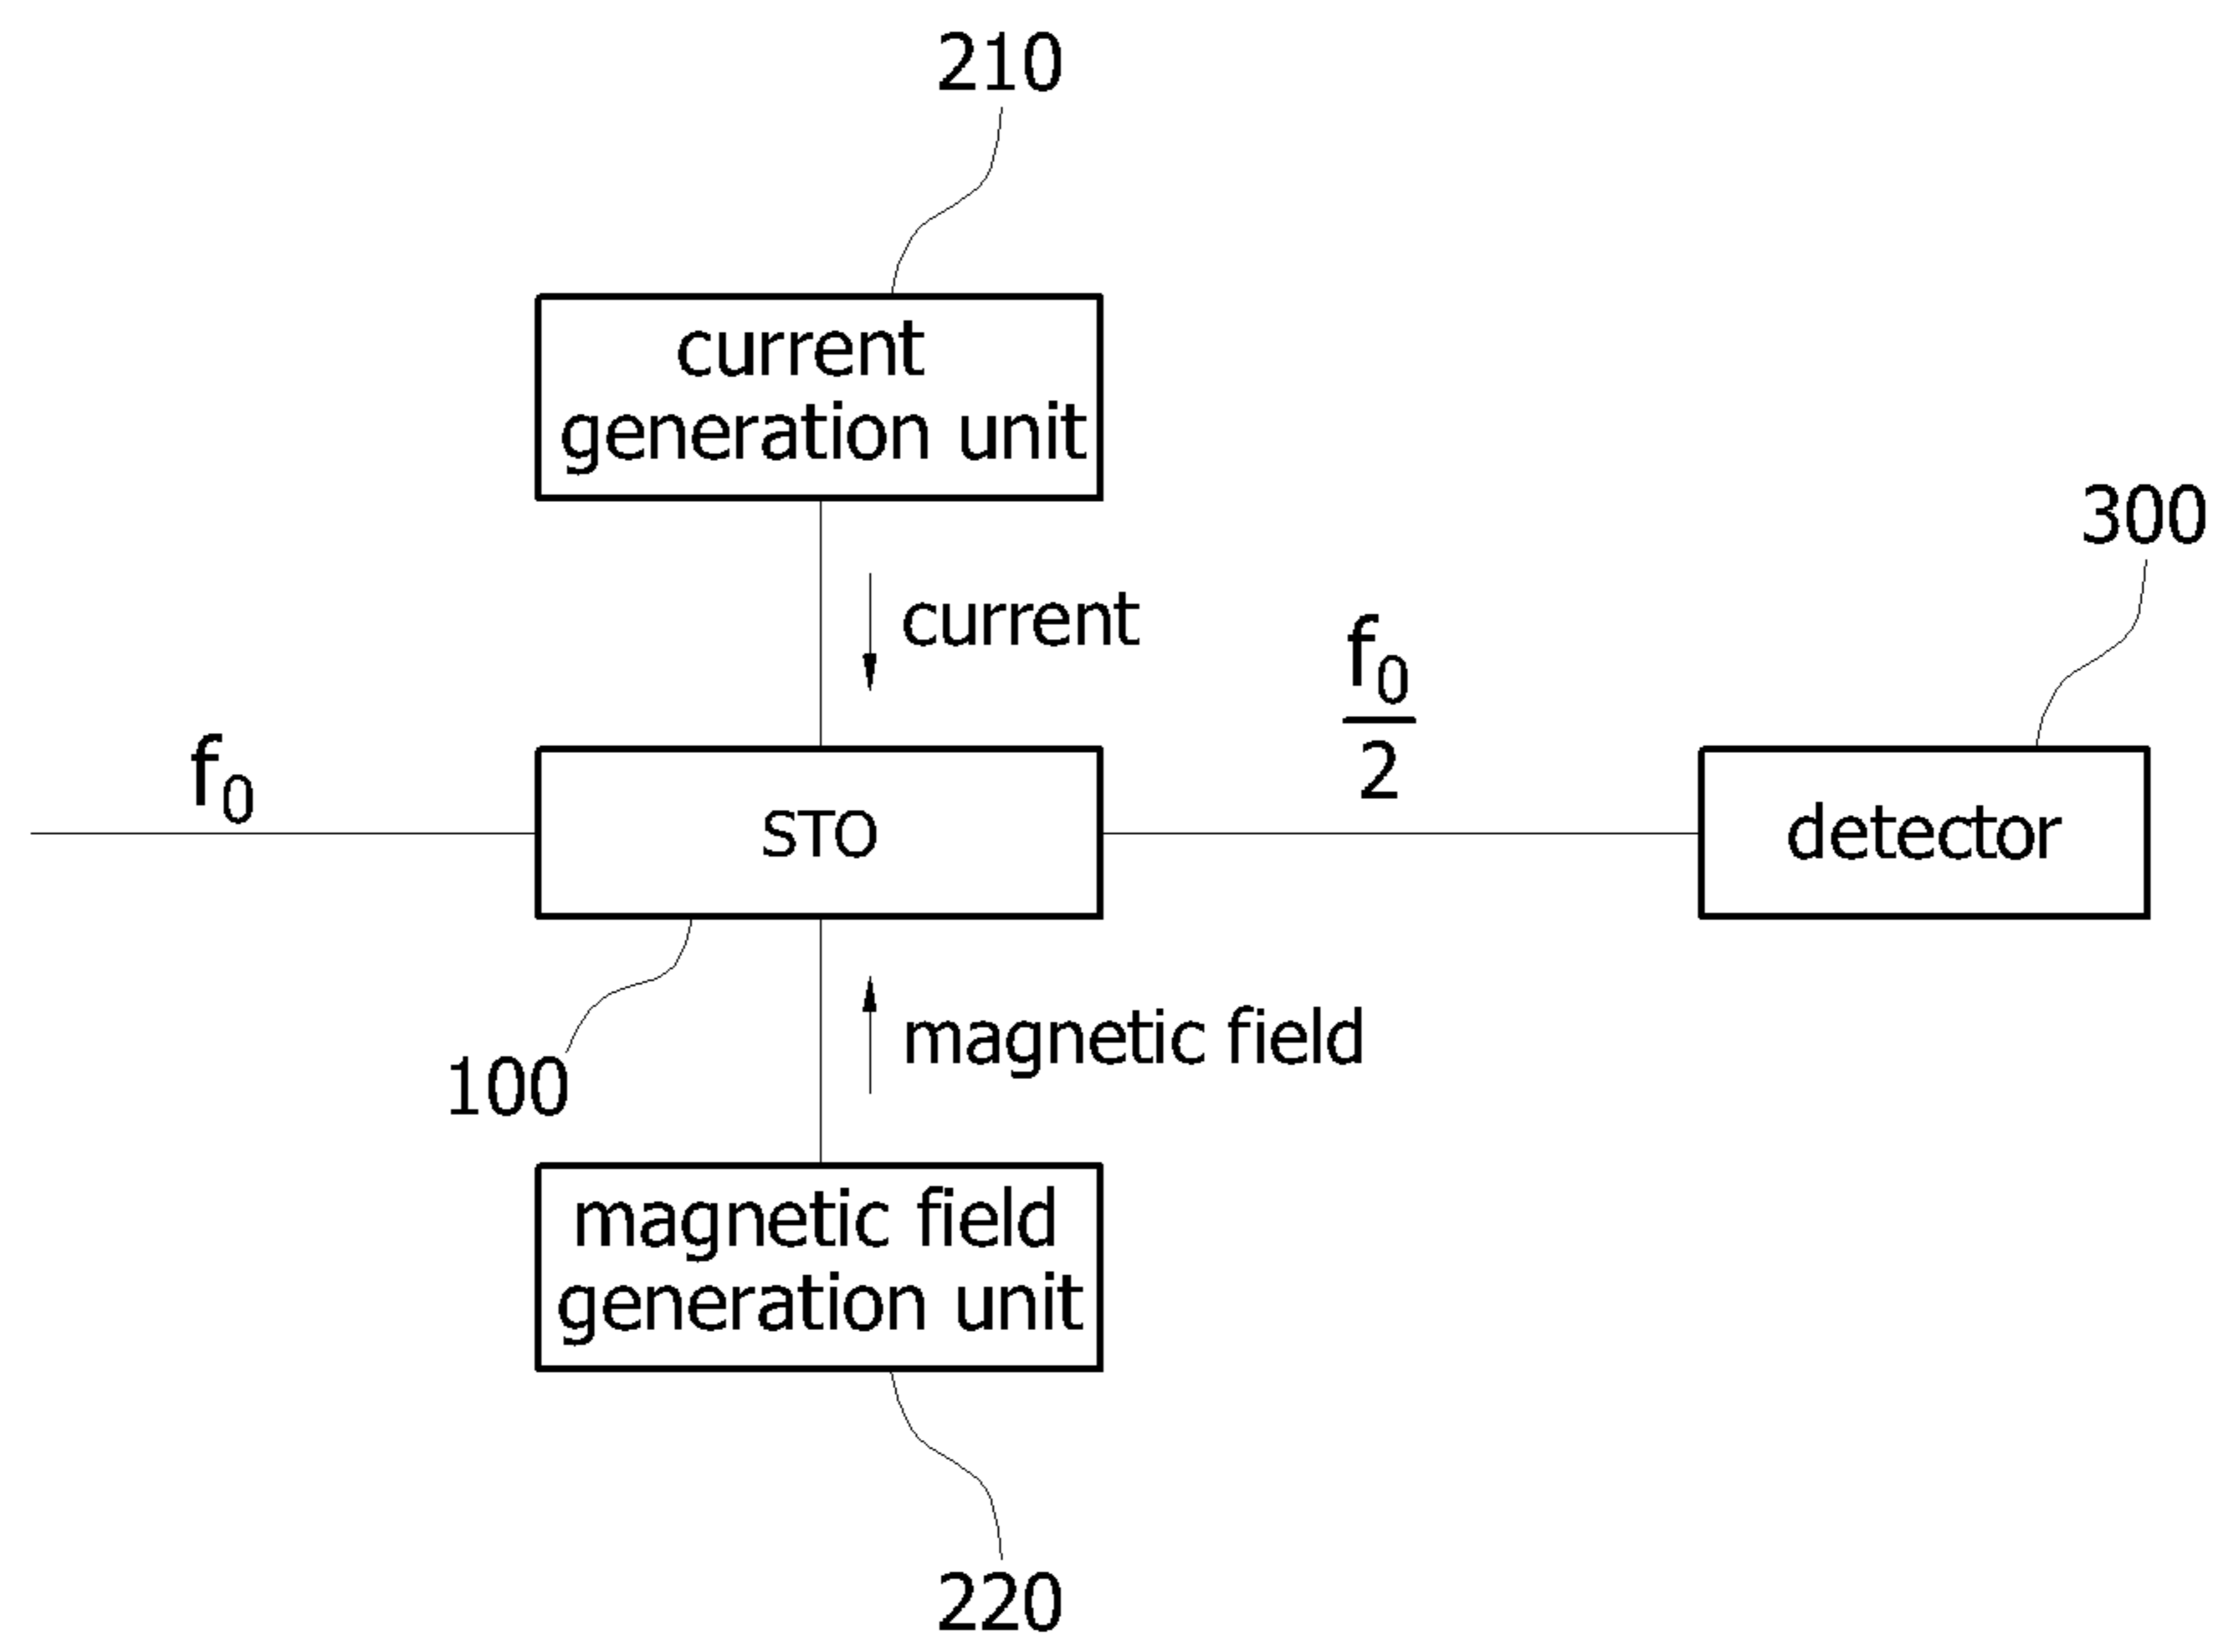 210
current
generation unit
300
current
f0
2
f0
STO
detector
magnetic field
100
magnetic field
generation unit
220